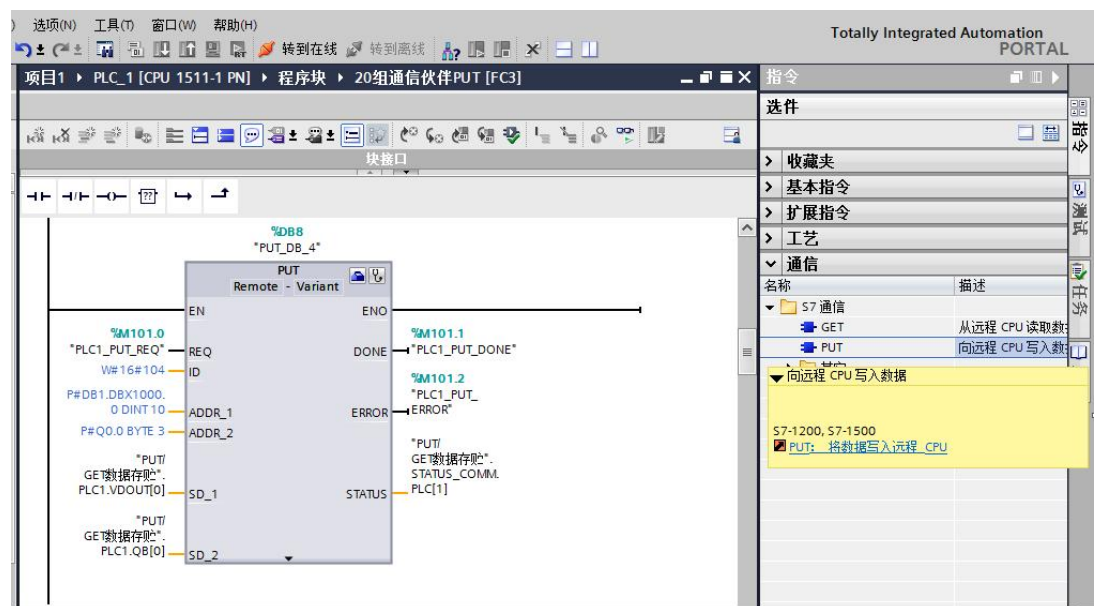 选项(N) 工具(T) 窗口(W) 帮助(H)
Totally Integrated Automation
PORTAL
转到在线 转到离线
项目1 ▸ PLC_1 [CPU 1511-1 PN] ▸ 程序块 ▸ 20组通信伙伴PUT [FC3]
指令
选件
块接口
收藏夹
基本指令
扩展指令
工艺
通信
名称 描述
S7 通信
GET 从远程 CPU 读取数
PUT 向远程 CPU 写入数
向远程 CPU 写入数据
S7-1200, S7-1500
PUT: 将数据写入远程 CPU
%DB8
"PUT_DB_4"
PUT
Remote - Variant
EN ENO
%M101.0
"PLC1_PUT_REQ" REQ
%M101.1
DONE "PLC1_PUT_DONE"
W#16#104 ID
%M101.2
"PLC1_PUT_
ERROR ERROR"
P#DB1.DBX1000.
0 DINT 10 ADDR_1
P#Q0.0 BYTE 3 ADDR_2
"PUT/
GET数据存贮".
PLC1.VDOUT[0] SD_1
"PUT/
GET数据存贮".
STATUS_COMM.
STATUS PLC[1]
"PUT/
GET数据存贮".
PLC1.QB[0] SD_2